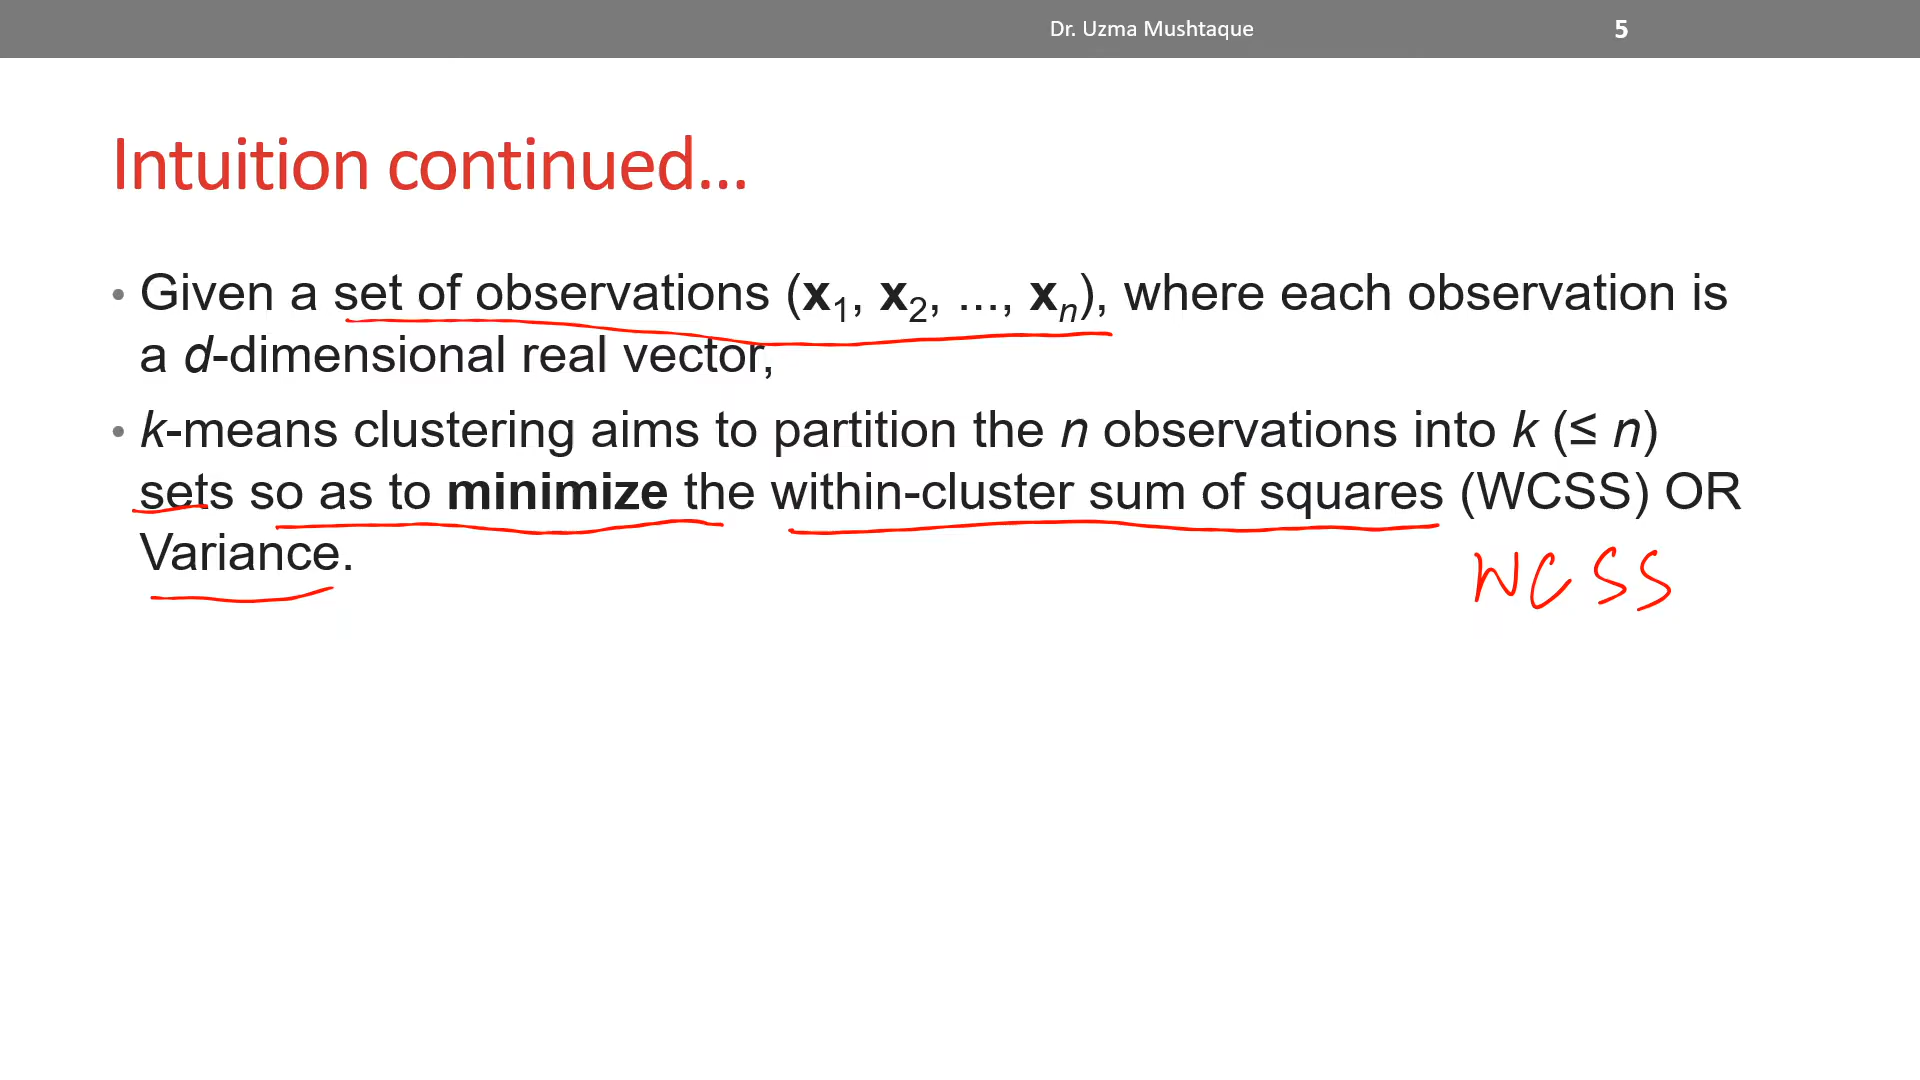 Dr. Uzma Mushtaque 5
Intuition continued...
• Given a set of observations (x1, x2, ..., xn), where each observation is
a d-dimensional real vector,
• k-means clustering aims to partition the n observations into k (≤ n)
sets so as to minimize the within-cluster sum of squares (WCSS) OR
Variance.
WCSS